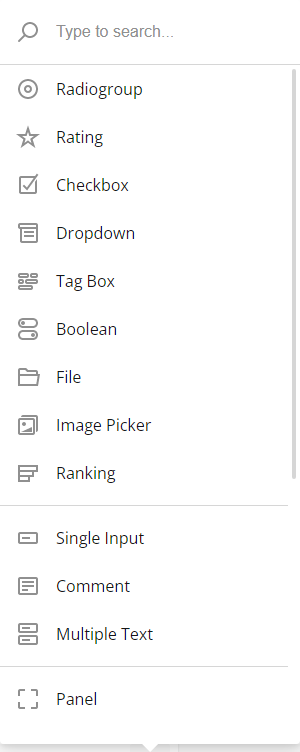 Type to search...
Radiogroup
Rating
Checkbox
Dropdown
Tag Box
Boolean
File
Image Picker
Ranking
Single Input
Comment
Multiple Text
Panel